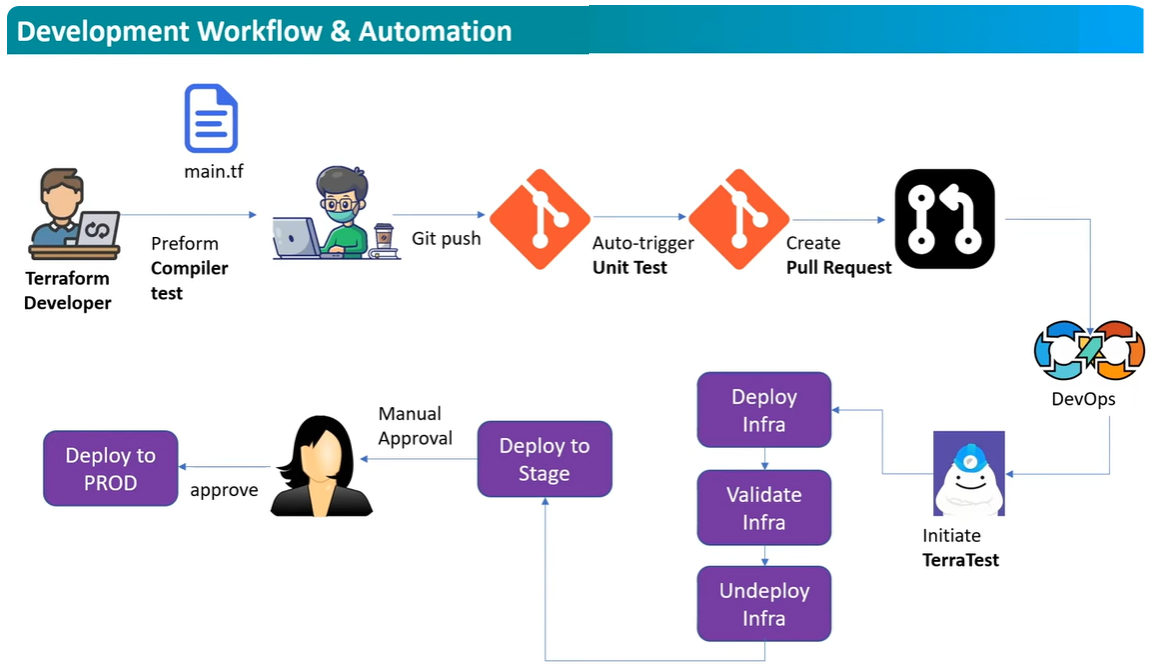 Development Workflow & Automation
main.tf
Terraform
Developer
Preform
Compiler
test
Git push
Auto-trigger
Unit Test
Create
Pull Request
DevOps
Initiate
TerraTest
Deploy
Infra
Validate
Infra
Undeploy
Infra
Deploy to
Stage
Manual
Approval
approve
Deploy to
PROD